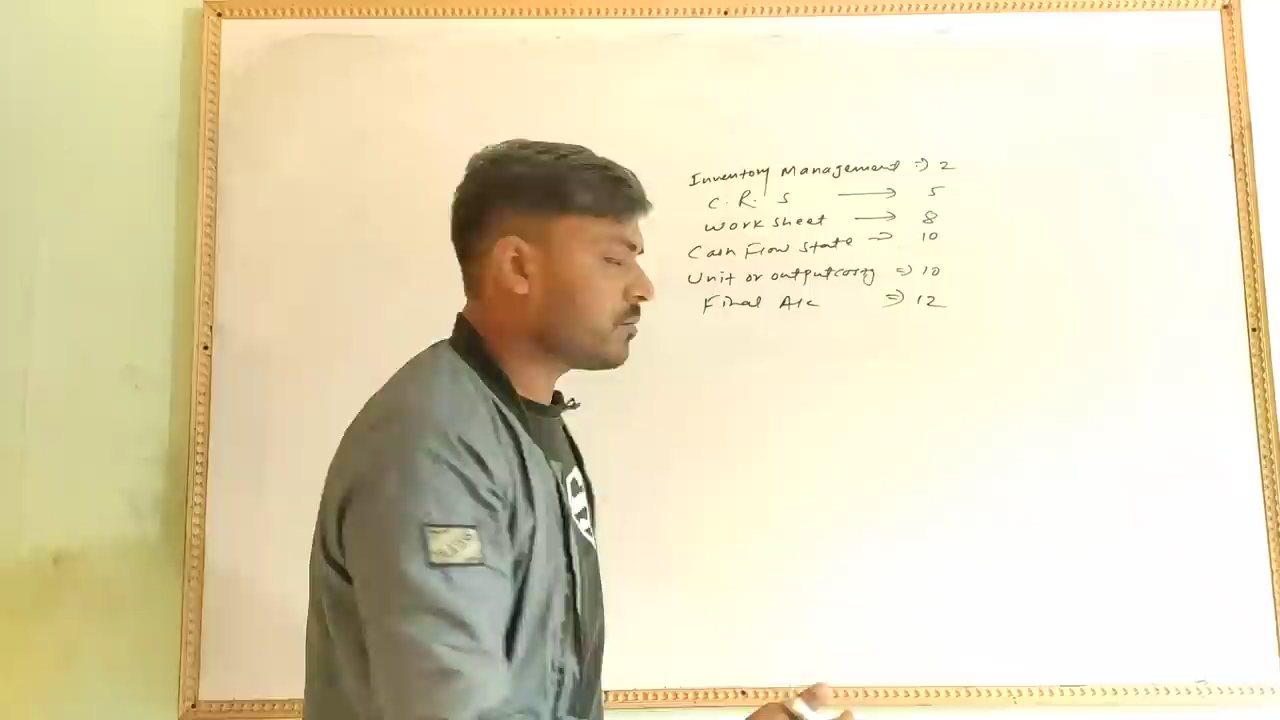 Inventory Management => 2
C. R. S → 5
Work sheet → 8
Cash Flow State → 10
Unit or output costg => 10
Final A/c => 12